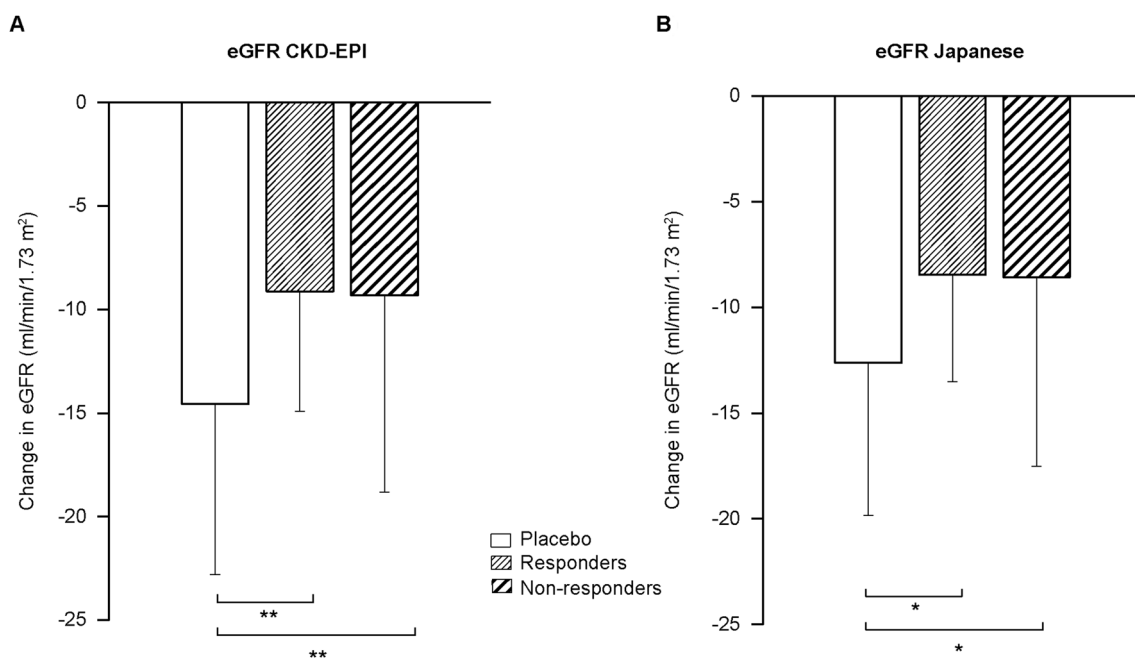 A
eGFR CKD-EPI
0
-5
-10
-15
-20
-25
Change in eGFR (ml/min/1.73 m²)
**
**
Placebo
Responders
Non-responders
B
eGFR Japanese
0
-5
-10
-15
-20
-25
Change in eGFR (ml/min/1.73 m²)
*
*